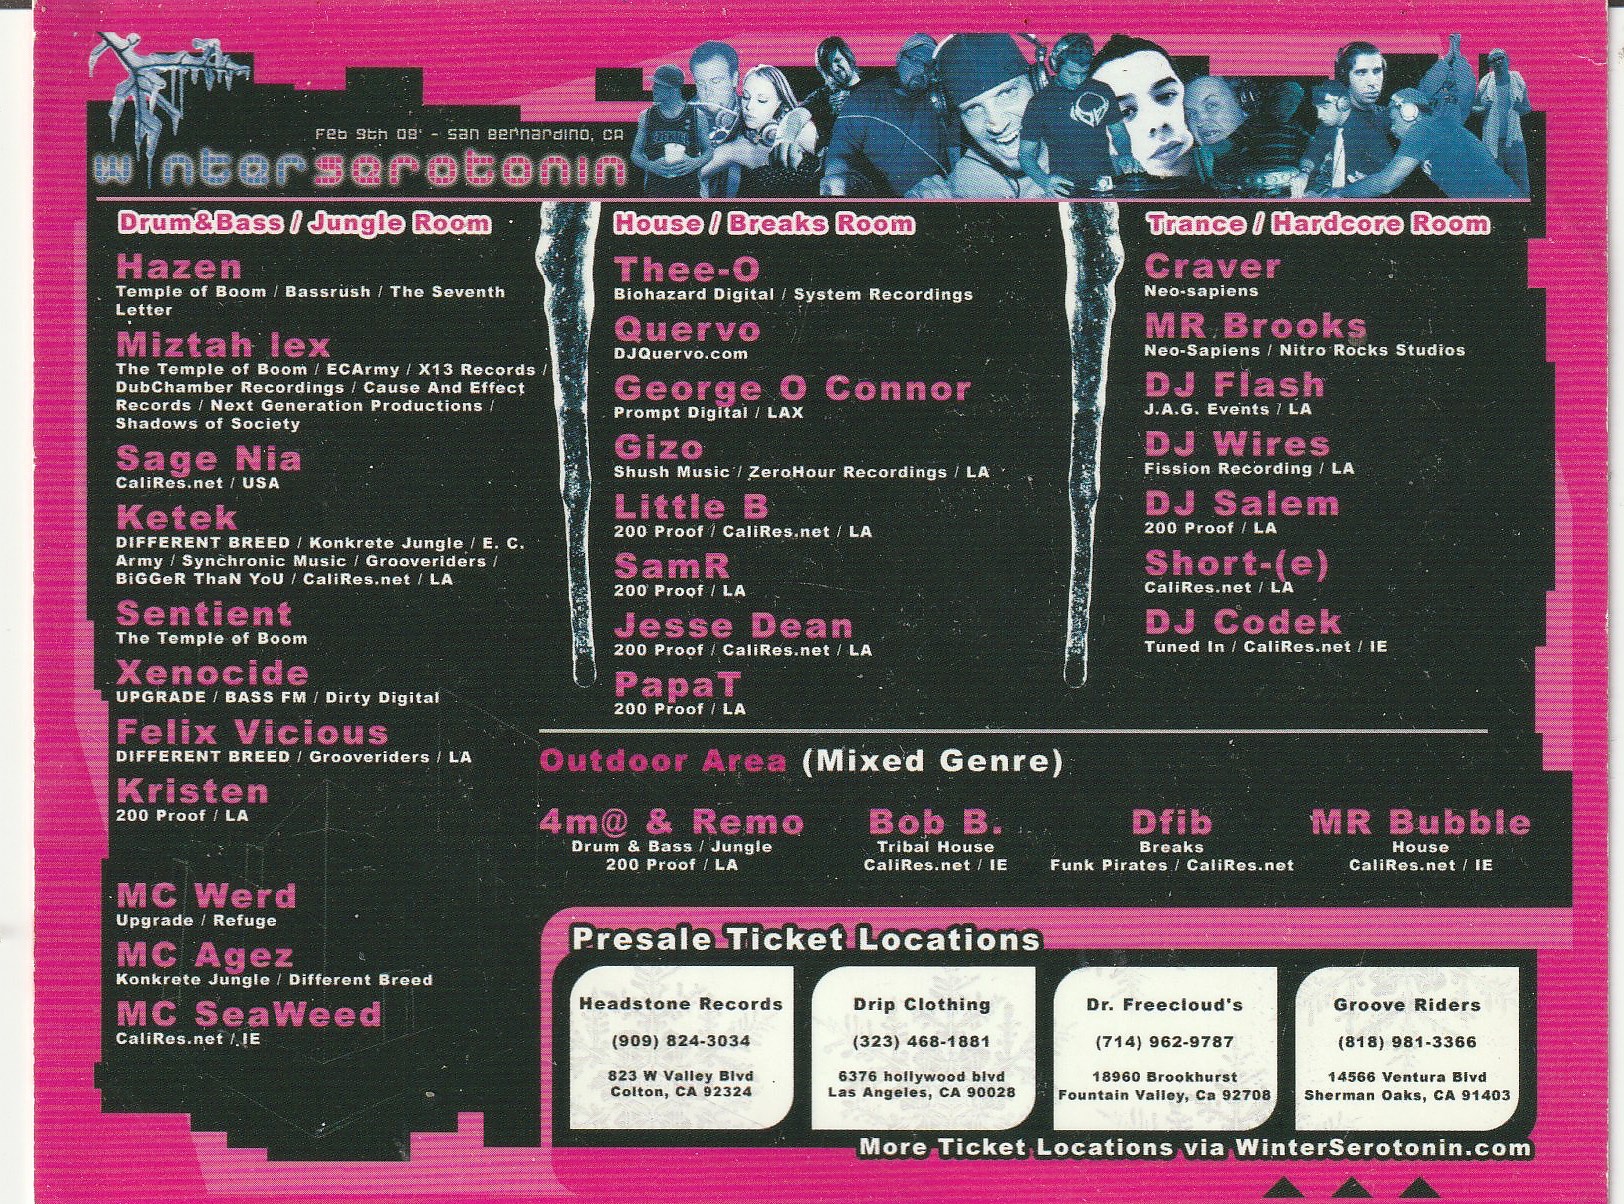 Feb 9th 08' - San Bernardino, CA
winterserotonin
Drum&Bass / Jungle Room
Hazen
Temple of Boom / Bassrush / The Seventh
Letter
Miztah lex
The Temple of Boom / ECArmy / X13 Records /
DubChamber Recordings / Cause And Effect
Records / Next Generation Productions /
Shadows of Society
Sage Nia
CaliRes.net / USA
Ketek
DIFFERENT BREED / Konkrete Jungle / E. C.
Army / Synchronic Music / Grooveriders /
BiGGeR ThaN YoU / CaliRes.net / LA
Sentient
The Temple of Boom
Xenocide
UPGRADE / BASS FM / Dirty Digital
Felix Vicious
DIFFERENT BREED / Grooveriders / LA
Kristen
200 Proof / LA
MC Werd
Upgrade / Refuge
MC Agez
Konkrete Jungle / Different Breed
MC SeaWeed
CaliRes.net / IE
House / Breaks Room
Thee-O
Biohazard Digital / System Recordings
Quervo
DJQuervo.com
George O Connor
Prompt Digital / LAX
Gizo
Shush Music / ZeroHour Recordings / LA
Little B
200 Proof / CaliRes.net / LA
SamR
200 Proof / LA
Jesse Dean
200 Proof / CaliRes.net / LA
PapaT
200 Proof / LA
Trance / Hardcore Room
Craver
Neo-sapiens
MR Brooks
Neo-Sapiens / Nitro Rocks Studios
DJ Flash
J.A.G. Events / LA
DJ Wires
Fission Recording / LA
DJ Salem
200 Proof / LA
Short-(e)
CaliRes.net / LA
DJ Codek
Tuned In / CaliRes.net / IE
Outdoor Area (Mixed Genre)
4m@ & Remo
Drum & Bass / Jungle
200 Proof / LA
Bob B.
Tribal House
CaliRes.net / IE
Dfib
Breaks
Funk Pirates / CaliRes.net
MR Bubble
House
CaliRes.net / IE
Presale Ticket Locations
Headstone Records
(909) 824-3034
823 W Valley Blvd
Colton, CA 92324
Drip Clothing
(323) 468-1881
6376 hollywood blvd
Las Angeles, CA 90028
Dr. Freecloud's
(714) 962-9787
18960 Brookhurst
Fountain Valley, Ca 92708
Groove Riders
(818) 981-3366
14566 Ventura Blvd
Sherman Oaks, CA 91403
More Ticket Locations via WinterSerotonin.com